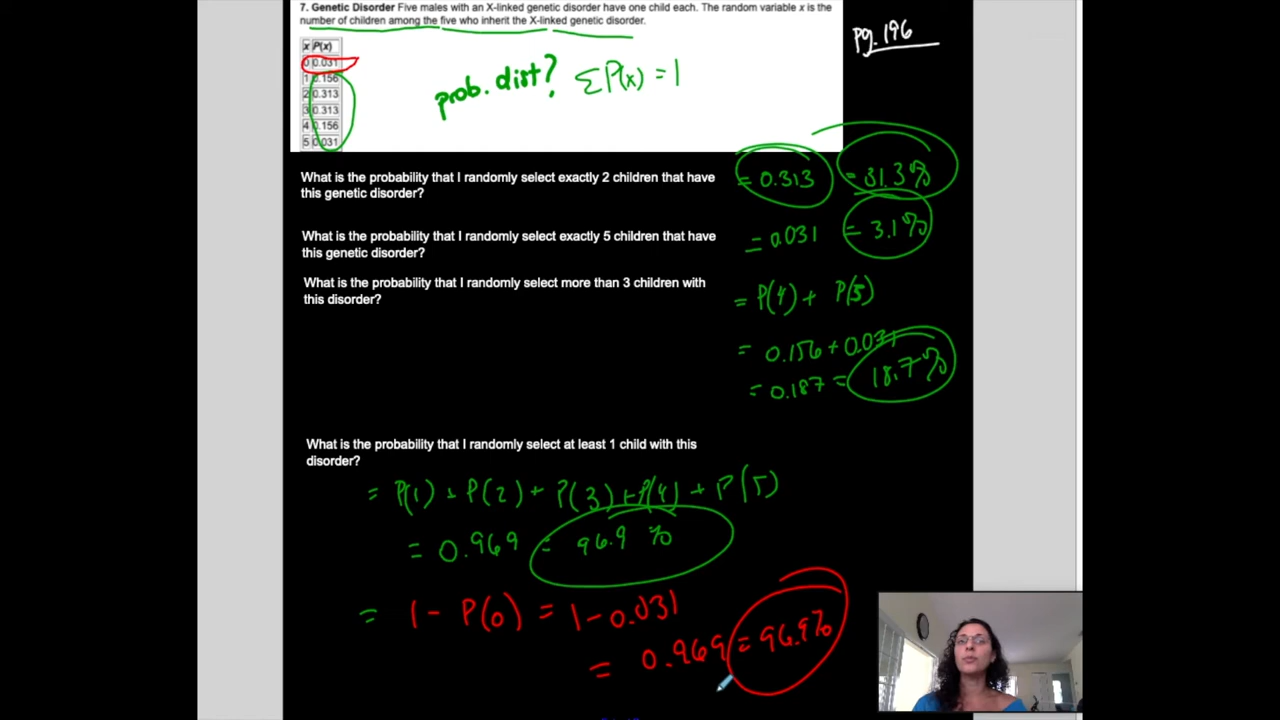 7. Genetic Disorder Five males with an X-linked genetic disorder have one child each. The random variable x is the
number of children among the five who inherit the X-linked genetic disorder.
pg. 196
x P(x)
0 0.031
1 0.156
2 0.313
3 0.313
4 0.156
5 0.031
prob. dist? ΣP(x) = 1
What is the probability that I randomly select exactly 2 children that have
this genetic disorder?
= 0.313 = 31.3%
What is the probability that I randomly select exactly 5 children that have
this genetic disorder?
= 0.031 = 3.1%
What is the probability that I randomly select more than 3 children with
this disorder?
= P(4) + P(5)
= 0.156 + 0.031
= 0.187 = 18.7%
What is the probability that I randomly select at least 1 child with this
disorder?
= P(1) + P(2) + P(3) + P(4) + P(5)
= 0.969 = 96.9 %
= 1 - P(0) = 1 - 0.031
= 0.969 = 96.9%